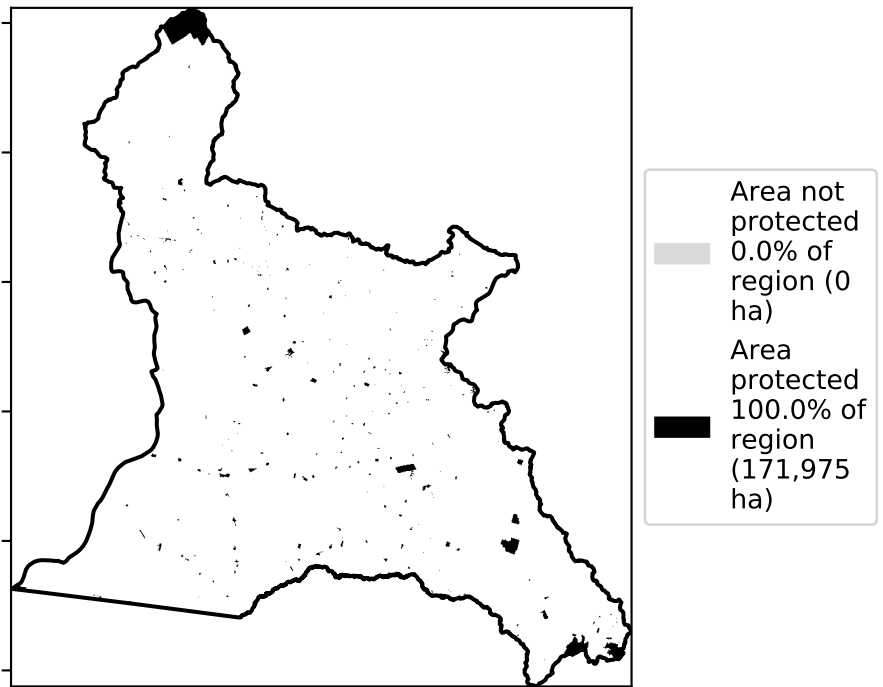 Area not
protected
0.0% of
region (0
ha)
Area
protected
100.0% of
region
(171,975
ha)